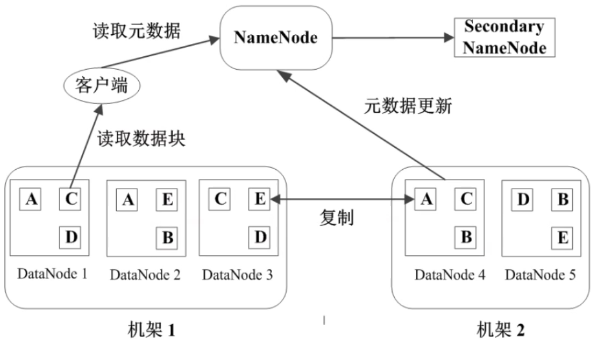 读取元数据
NameNode
Secondary
NameNode
客户端
元数据更新
读取数据块
A C
D
A E
B
C E
D
复制
A C
B
D B
E
DataNode 1
DataNode 2
DataNode 3
DataNode 4
DataNode 5
机架 1
机架 2